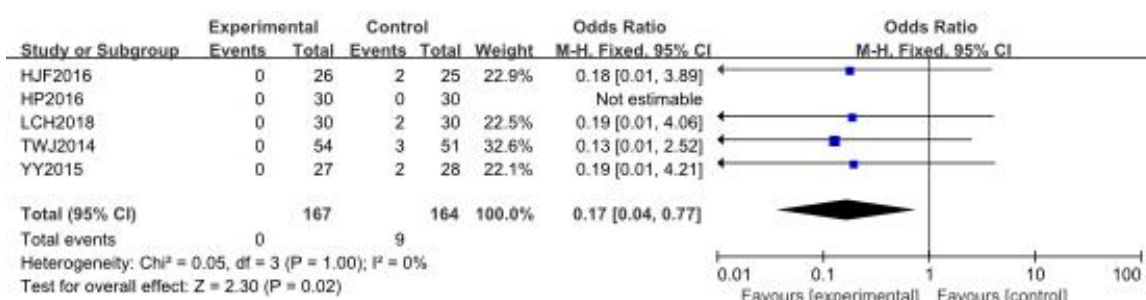 Experimental Control Odds Ratio Odds Ratio
Study or Subgroup Events Total Events Total Weight M-H, Fixed, 95% CI M-H, Fixed, 95% CI
HJF2016 0 26 2 25 22.9% 0.18 [0.01, 3.89]
HP2016 0 30 0 30 Not estimable
LCH2018 0 30 2 30 22.5% 0.19 [0.01, 4.06]
TWJ2014 0 54 3 51 32.6% 0.13 [0.01, 2.52]
YY2015 0 27 2 28 22.1% 0.19 [0.01, 4.21]
Total (95% CI) 167 164 100.0% 0.17 [0.04, 0.77]
Total events 0 9
Heterogeneity: Chi² = 0.05, df = 3 (P = 1.00); I² = 0%
Test for overall effect: Z = 2.30 (P = 0.02)
0.01 0.1 1 10 100
Favours [experimental] Favours [control]